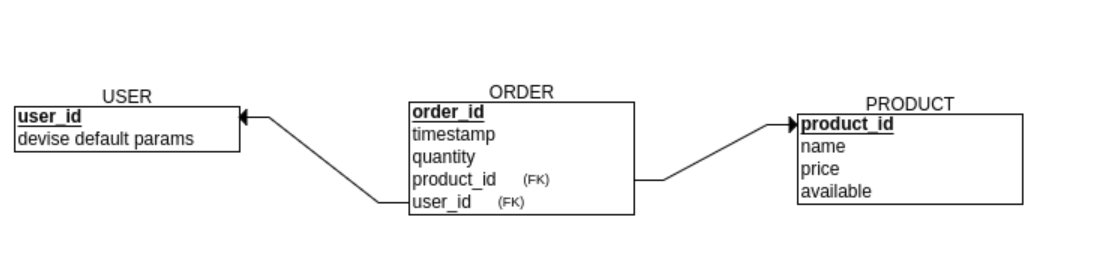 USER
user_id
devise default params
ORDER
order_id
timestamp
quantity
product_id (FK)
user_id (FK)
PRODUCT
product_id
name
price
available